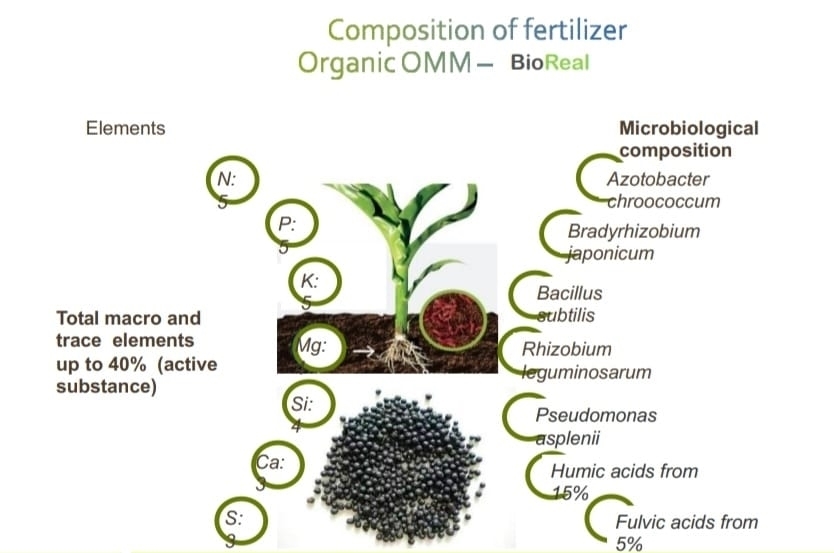 Composition of fertilizer
Organic OMM – BioReal
Elements
N:
5
P:
5
K:
5
Mg:
Si:
4
Ca:
3
S:
3
Total macro and
trace elements
up to 40% (active
substance)
Microbiological
composition
Azotobacter
chroococcum
Bradyrhizobium
japonicum
Bacillus
subtilis
Rhizobium
leguminosarum
Pseudomonas
asplenii
Humic acids from
15%
Fulvic acids from
5%